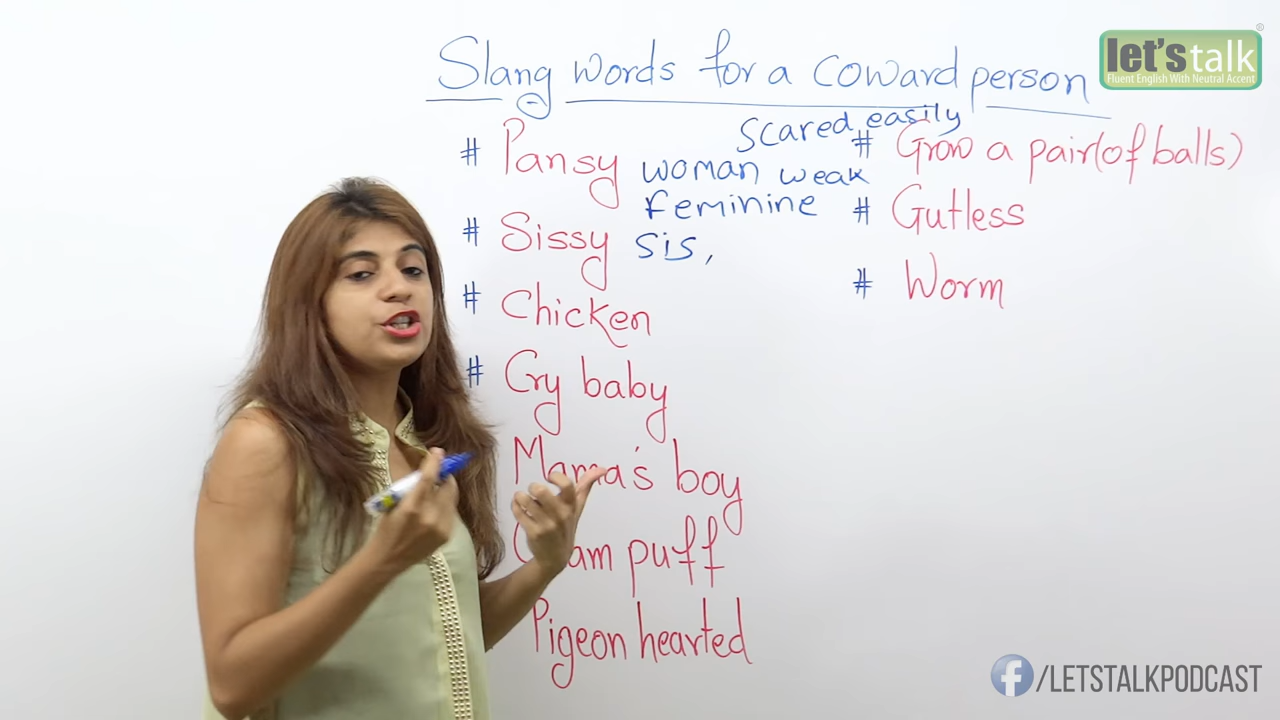 let's talk®
Fluent English With Neutral Accent
Slang words for a coward person
scared easily
# Pansy
woman weak
feminine
# Sissy sis,
# Chicken
# Cry baby
Mama's boy
puff
Pigeon hearted
# Grow a pair(of balls)
# Gutless
# Worm
f/LETSTALKPODCAST